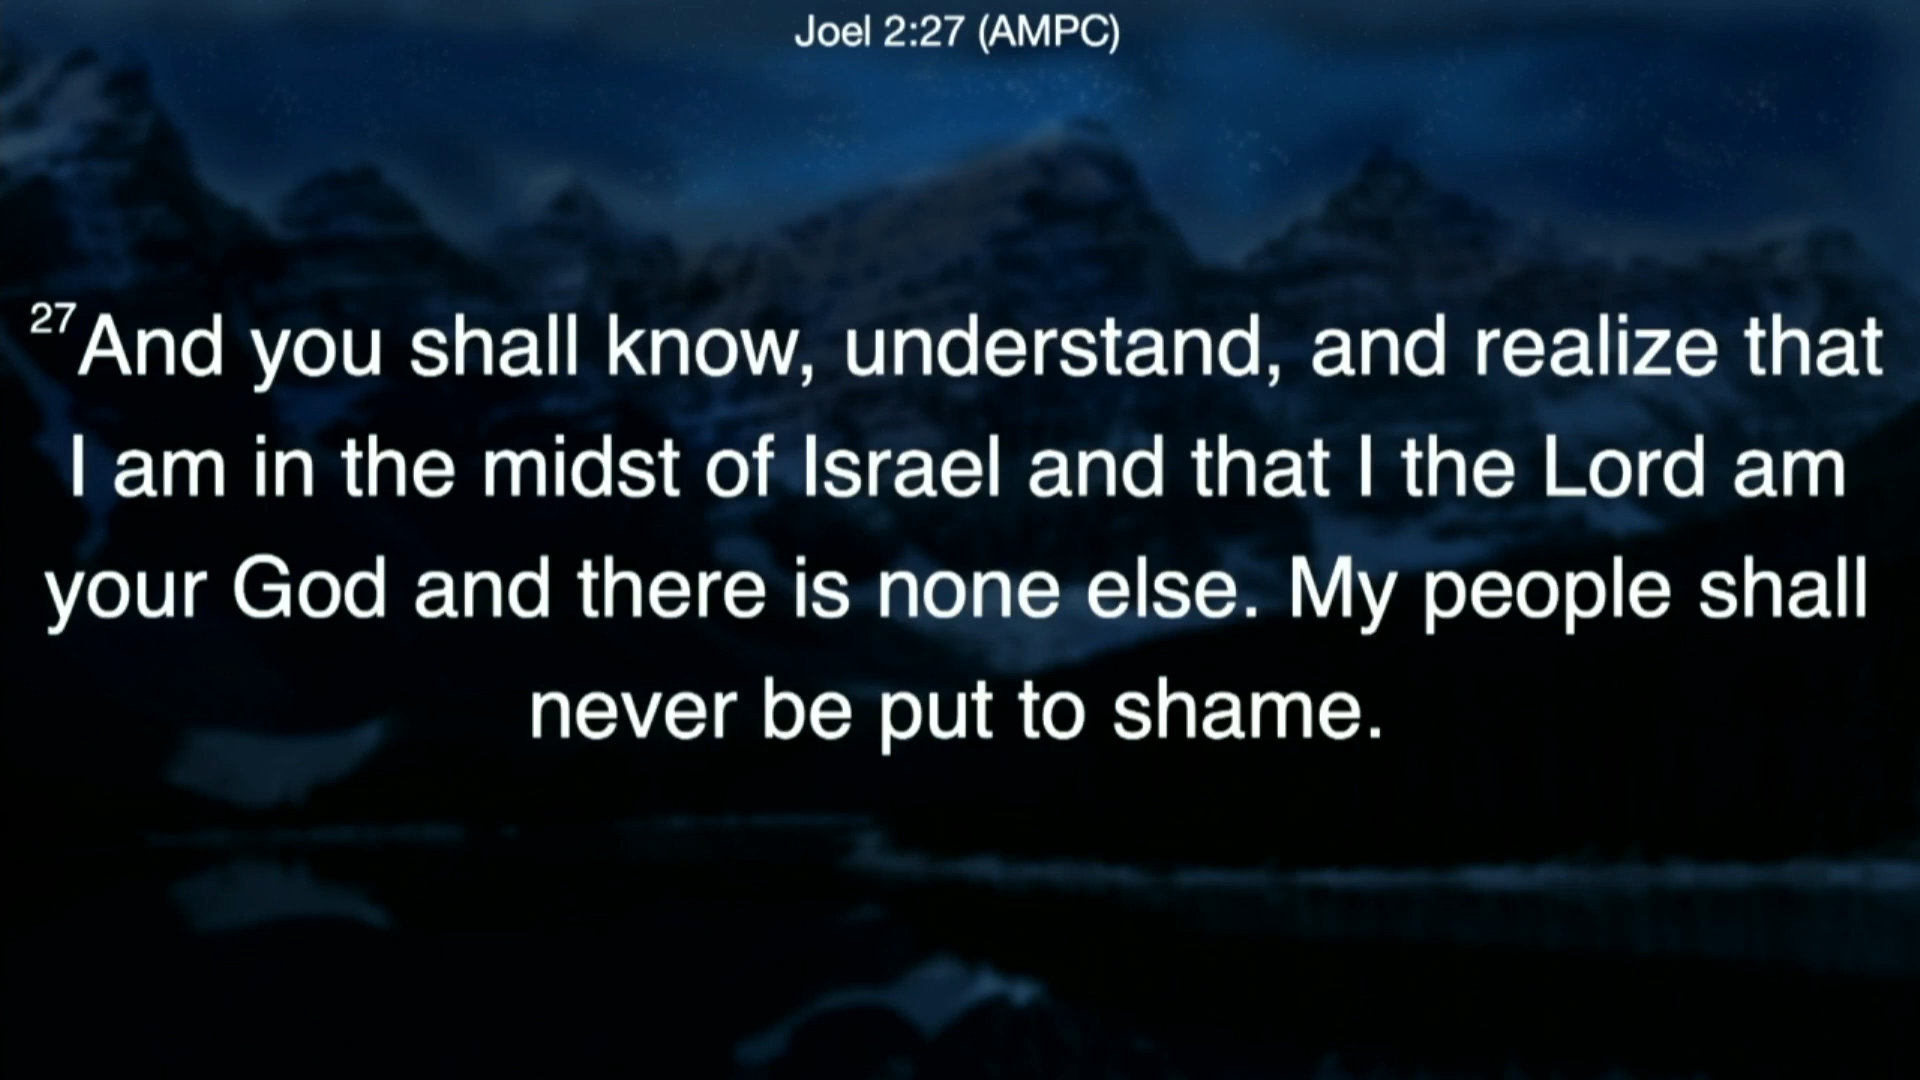 Joel 2:27 (AMPC)
27And you shall know, understand, and realize that
I am in the midst of Israel and that I the Lord am
your God and there is none else. My people shall
never be put to shame.